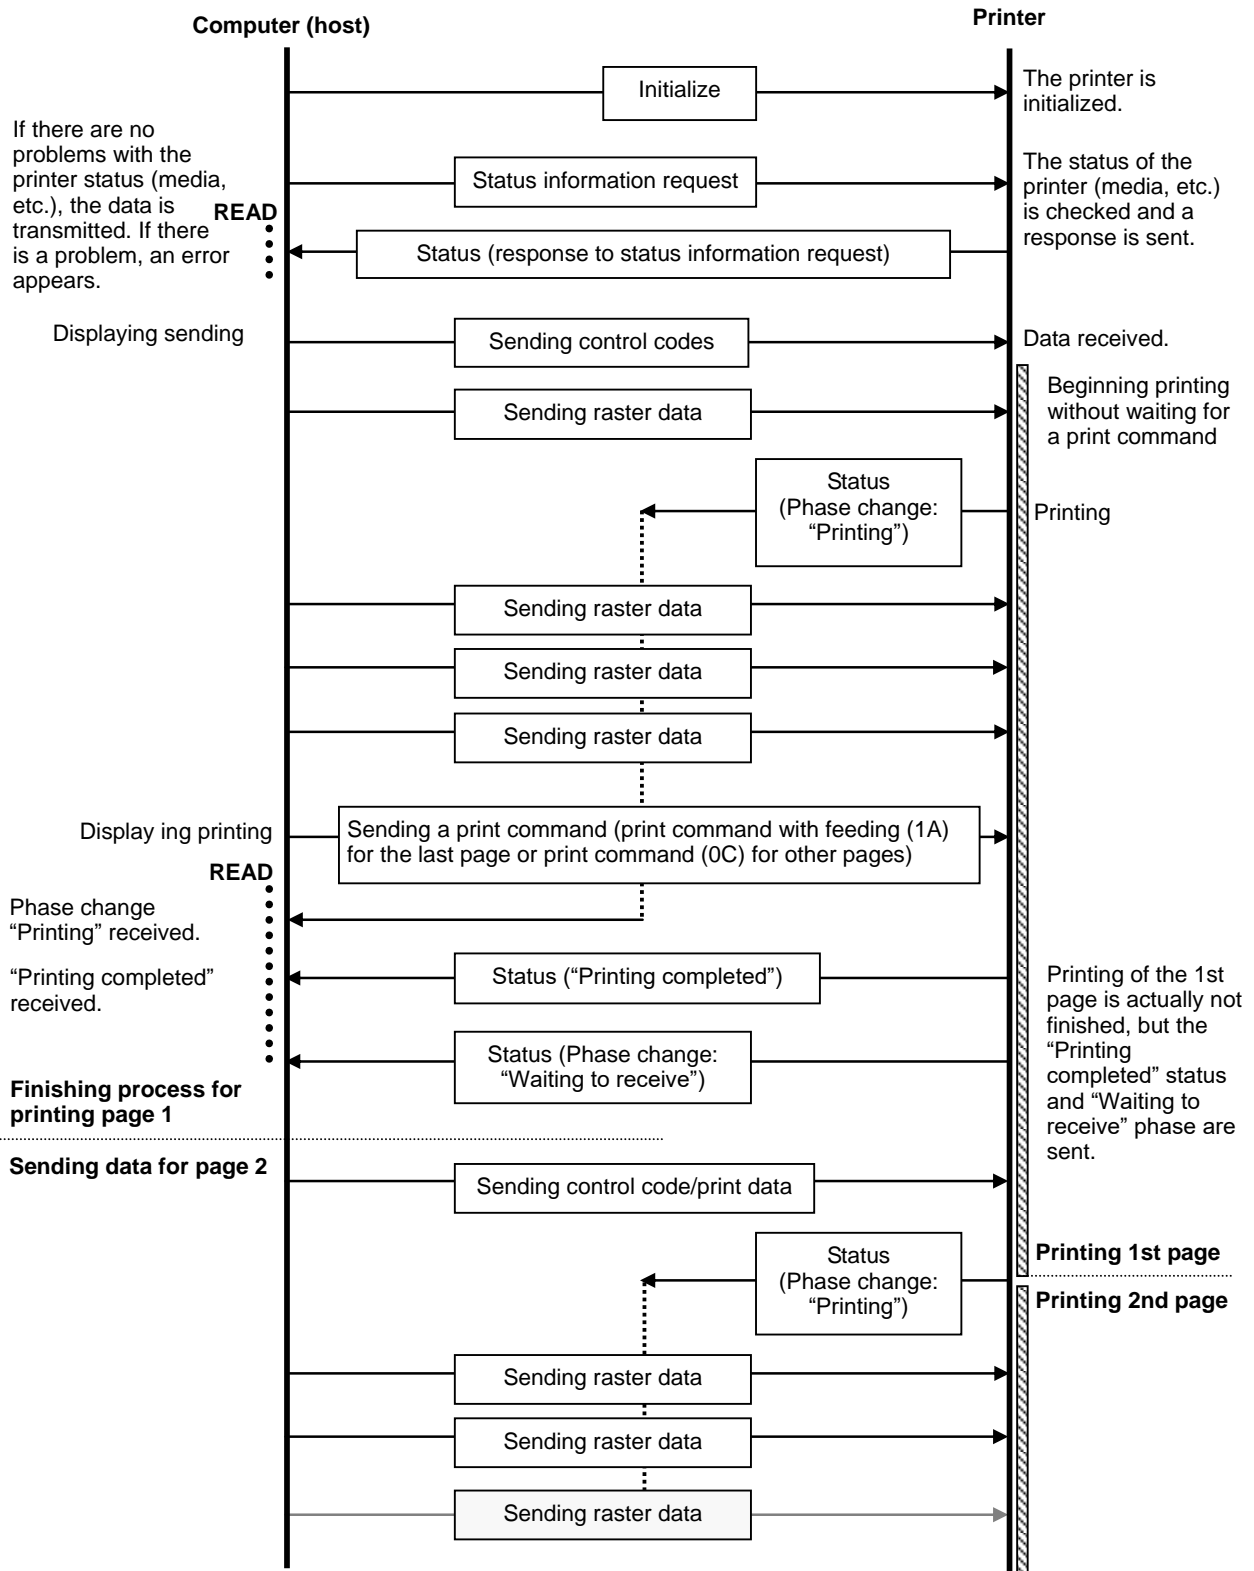 Computer (host)
Printer
Initialize
The printer is
initialized.
If there are no
problems with the
printer status (media,
etc.), the data is
transmitted. If there
is a problem, an error
appears.
READ
Status information request
The status of the
printer (media, etc.)
is checked and a
response is sent.
Status (response to status information request)
Displaying sending
Sending control codes
Data received.
Sending raster data
Beginning printing
without waiting for
a print command
Status
(Phase change:
“Printing”)
Printing
Sending raster data
Sending raster data
Sending raster data
Display ing printing
Sending a print command (print command with feeding (1A)
for the last page or print command (0C) for other pages)
READ
Phase change
“Printing” received.
“Printing completed”
received.
Status (“Printing completed”)
Status (Phase change:
“Waiting to receive”)
Printing of the 1st
page is actually not
finished, but the
“Printing
completed” status
and “Waiting to
receive” phase are
sent.
Finishing process for
printing page 1
Sending data for page 2
Sending control code/print data
Status
(Phase change:
“Printing”)
Printing 1st page
Printing 2nd page
Sending raster data
Sending raster data
Sending raster data